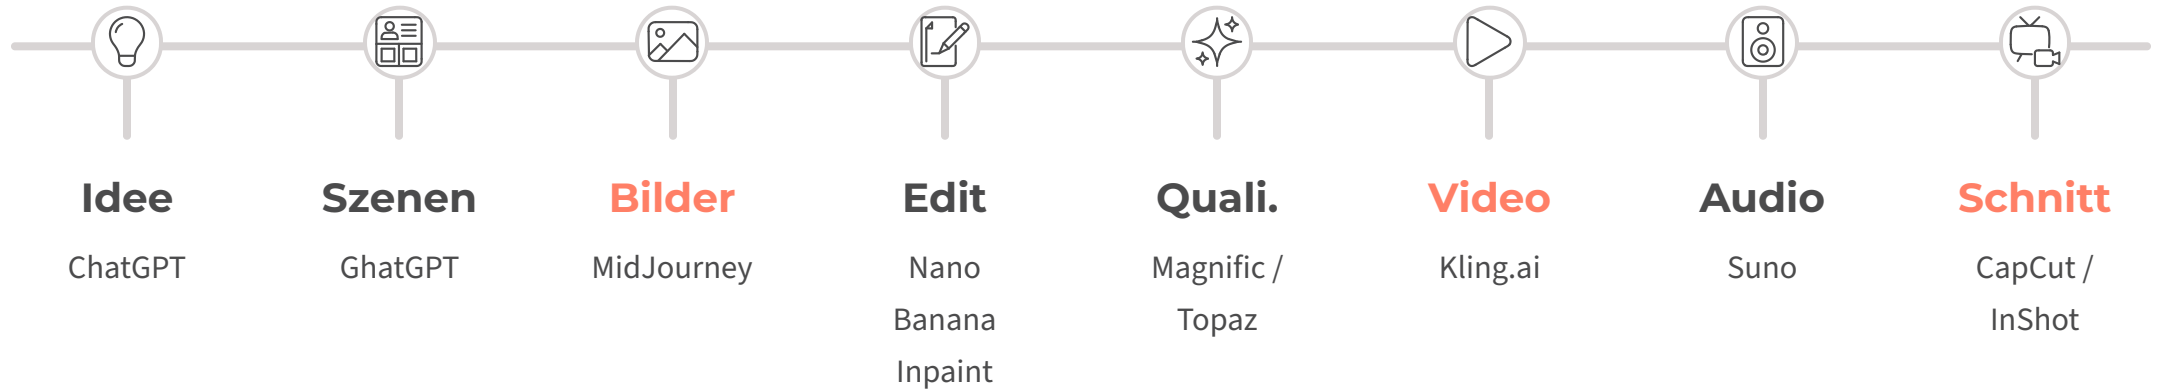 Idee
ChatGPT
Szenen
GhatGPT
Bilder
MidJourney
Edit
Nano
Banana
Inpaint
Quali.
Magnific /
Topaz
Video
Kling.ai
Audio
Suno
Schnitt
CapCut /
InShot